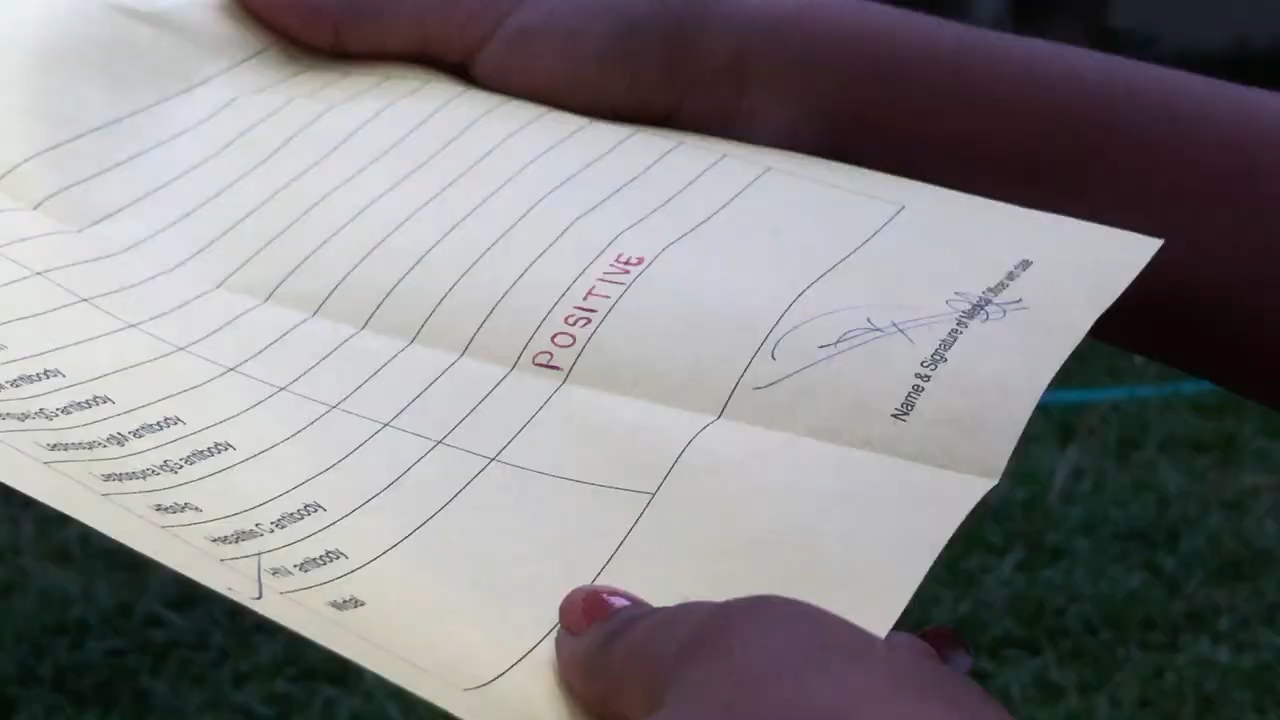 antibody
IgG antibody
Leptospira IgM antibody
Leptospira IgG antibody
HBsAg
Hepatitis C antibody
HIV antibody
POSITIVE
Widal
Name & Signature of Medical Officer with date